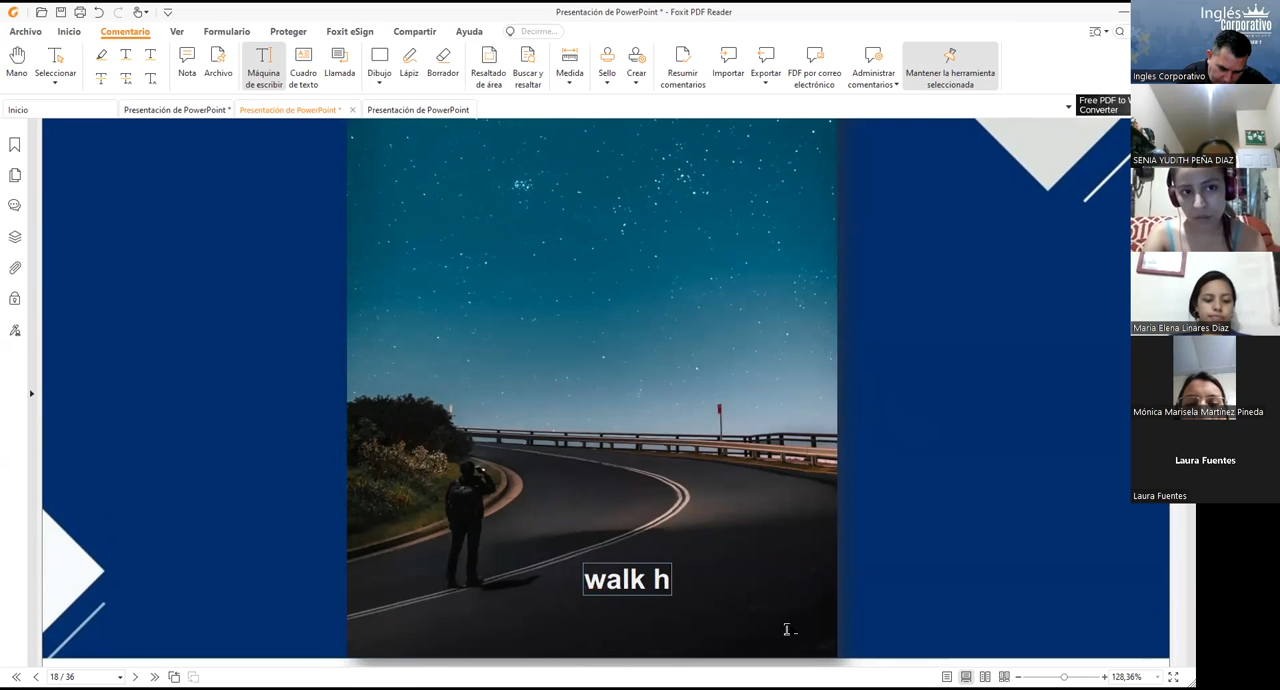 Presentación de PowerPoint * - Foxit PDF Reader
Archivo Inicio Comentario Ver Formulario Proteger Foxit eSign Compartir Ayuda Decirme...
Mano
Seleccionar
Nota
Archivo
Máquina de escribir
Cuadro de texto
Llamada
Dibujo
Lápiz
Borrador
Resaltado de área
Buscar y resaltar
Medida
Sello
Crear
Resumir comentarios
Importar
Exportar
PDF por correo electrónico
Administrar comentarios
Mantener la herramienta seleccionada
Inicio
Presentación de PowerPoint *
Presentación de PowerPoint *
Presentación de PowerPoint
Free PDF to
Converter
walk h
18 / 36
128,36%
Inglés
Corporativo
Ingles Corporativo
SENIA YUDITH PEÑA DIAZ
Maria Elena Linares Diaz
Mónica Marisela Martínez Pineda
Laura Fuentes
Laura Fuentes